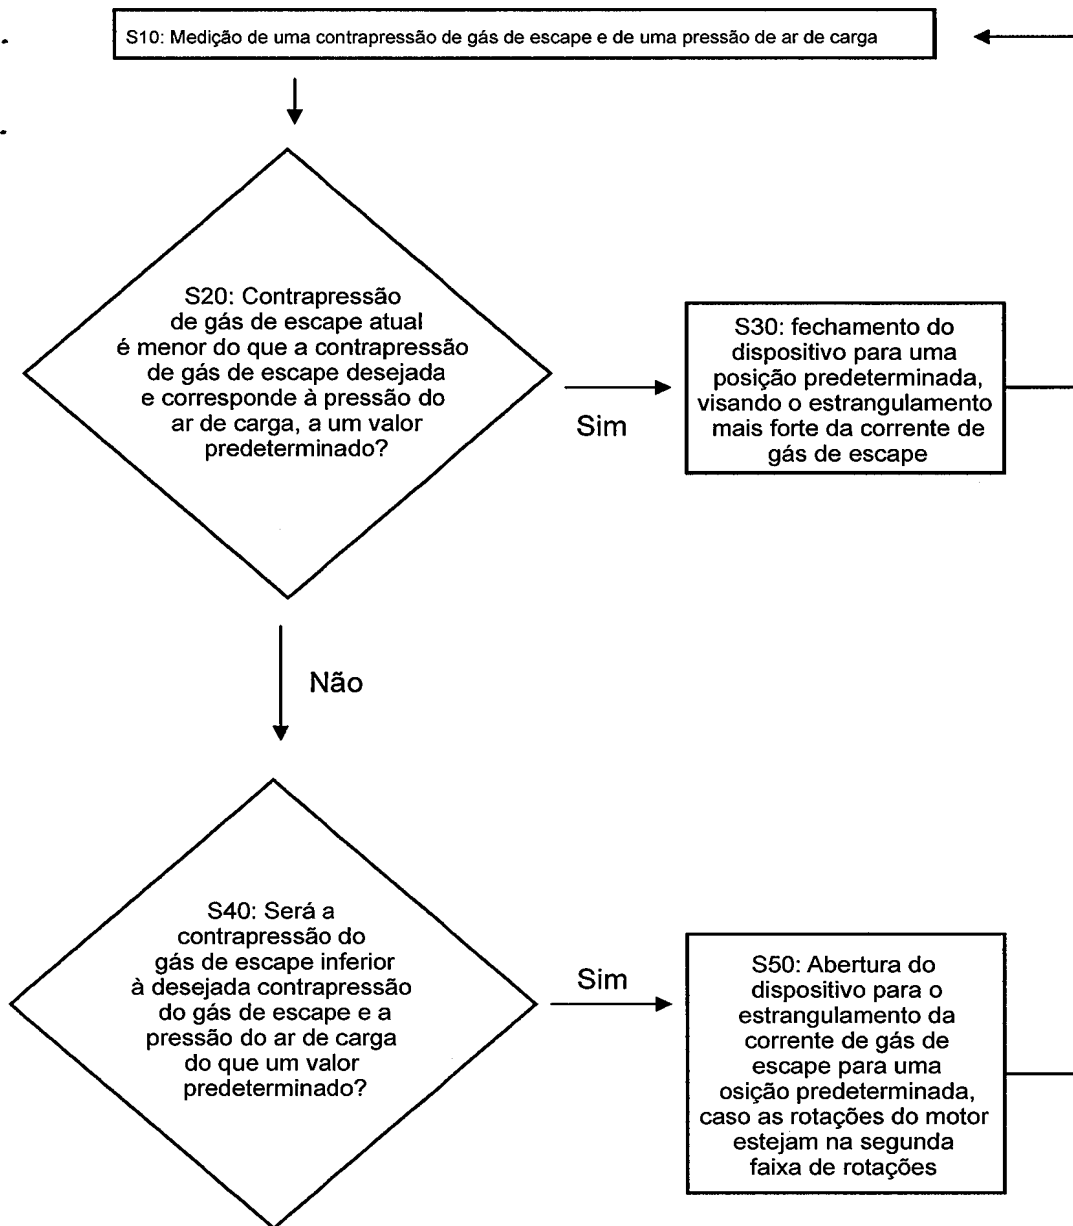 S10: Medição de uma contrapressão de gás de escape e de uma pressão de ar de carga
S20: Contrapressão
de gás de escape atual
é menor do que a contrapressão
de gás de escape desejada
e corresponde à pressão do
ar de carga, a um valor
predeterminado?
Sim
S30: fechamento do
dispositivo para uma
posição predeterminada,
visando o estrangulamento
mais forte da corrente de
gás de escape
Não
S40: Será a
contrapressão do
gás de escape inferior
à desejada contrapressão
do gás de escape e a
pressão do ar de carga
do que um valor
predeterminado?
Sim
S50: Abertura do
dispositivo para o
estrangulamento da
corrente de gás de
escape para uma
osição predeterminada,
caso as rotações do motor
estejam na segunda
faixa de rotações